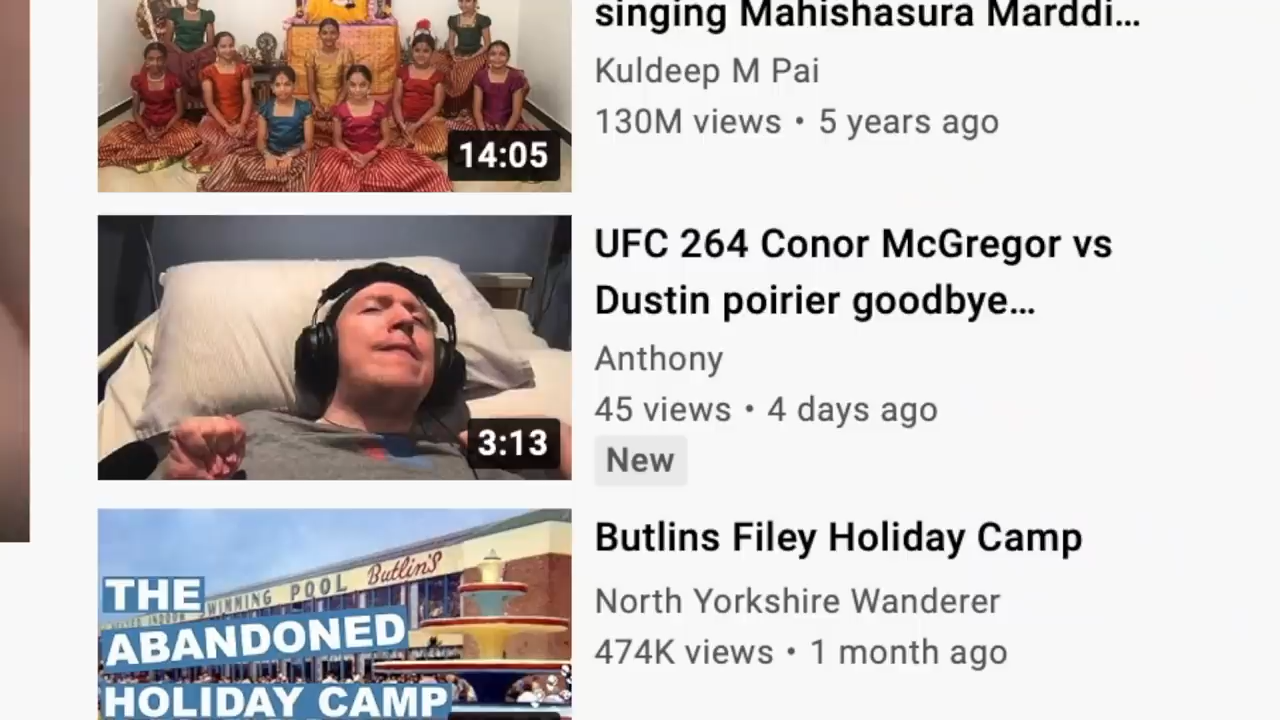 singing Mahishasura Marddi...
Kuldeep M Pai
130M views • 5 years ago
14:05
UFC 264 Conor McGregor vs
Dustin poirier goodbye...
Anthony
45 views • 4 days ago
New
3:13
Butlins Filey Holiday Camp
North Yorkshire Wanderer
474K views • 1 month ago
POOL Butlin's
THE
ABANDONED
HOLIDAY CAMP